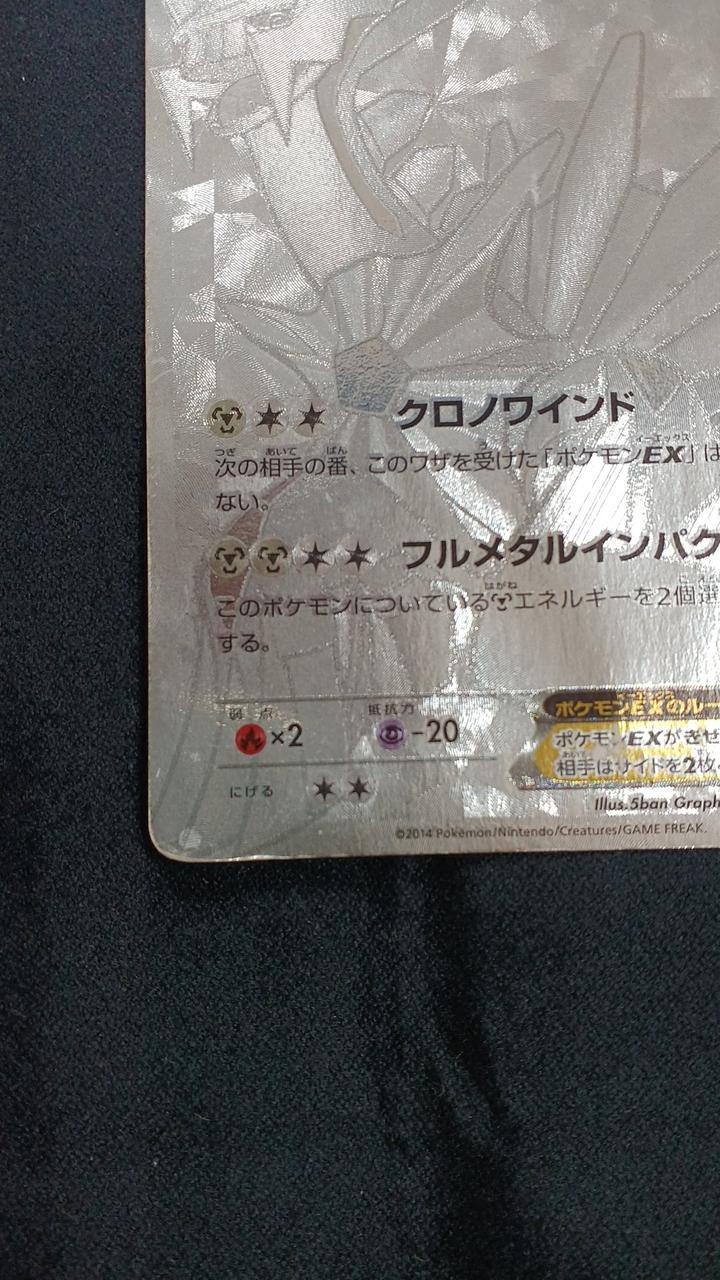 クロノワインド
次の相手の番、このワザを受けた「ポケモンEX」は
ない。
フルメタルインパク
このポケモンについているエネルギーを2個選
する。
弱点 抵抗力
×2 -20
にげる
ポケモンEXのルー
ポケモンEXがきぜ
相手はサイドを2枚
Illus.5ban Graph
©2014 Pokémon/Nintendo/Creatures/GAME FREAK.